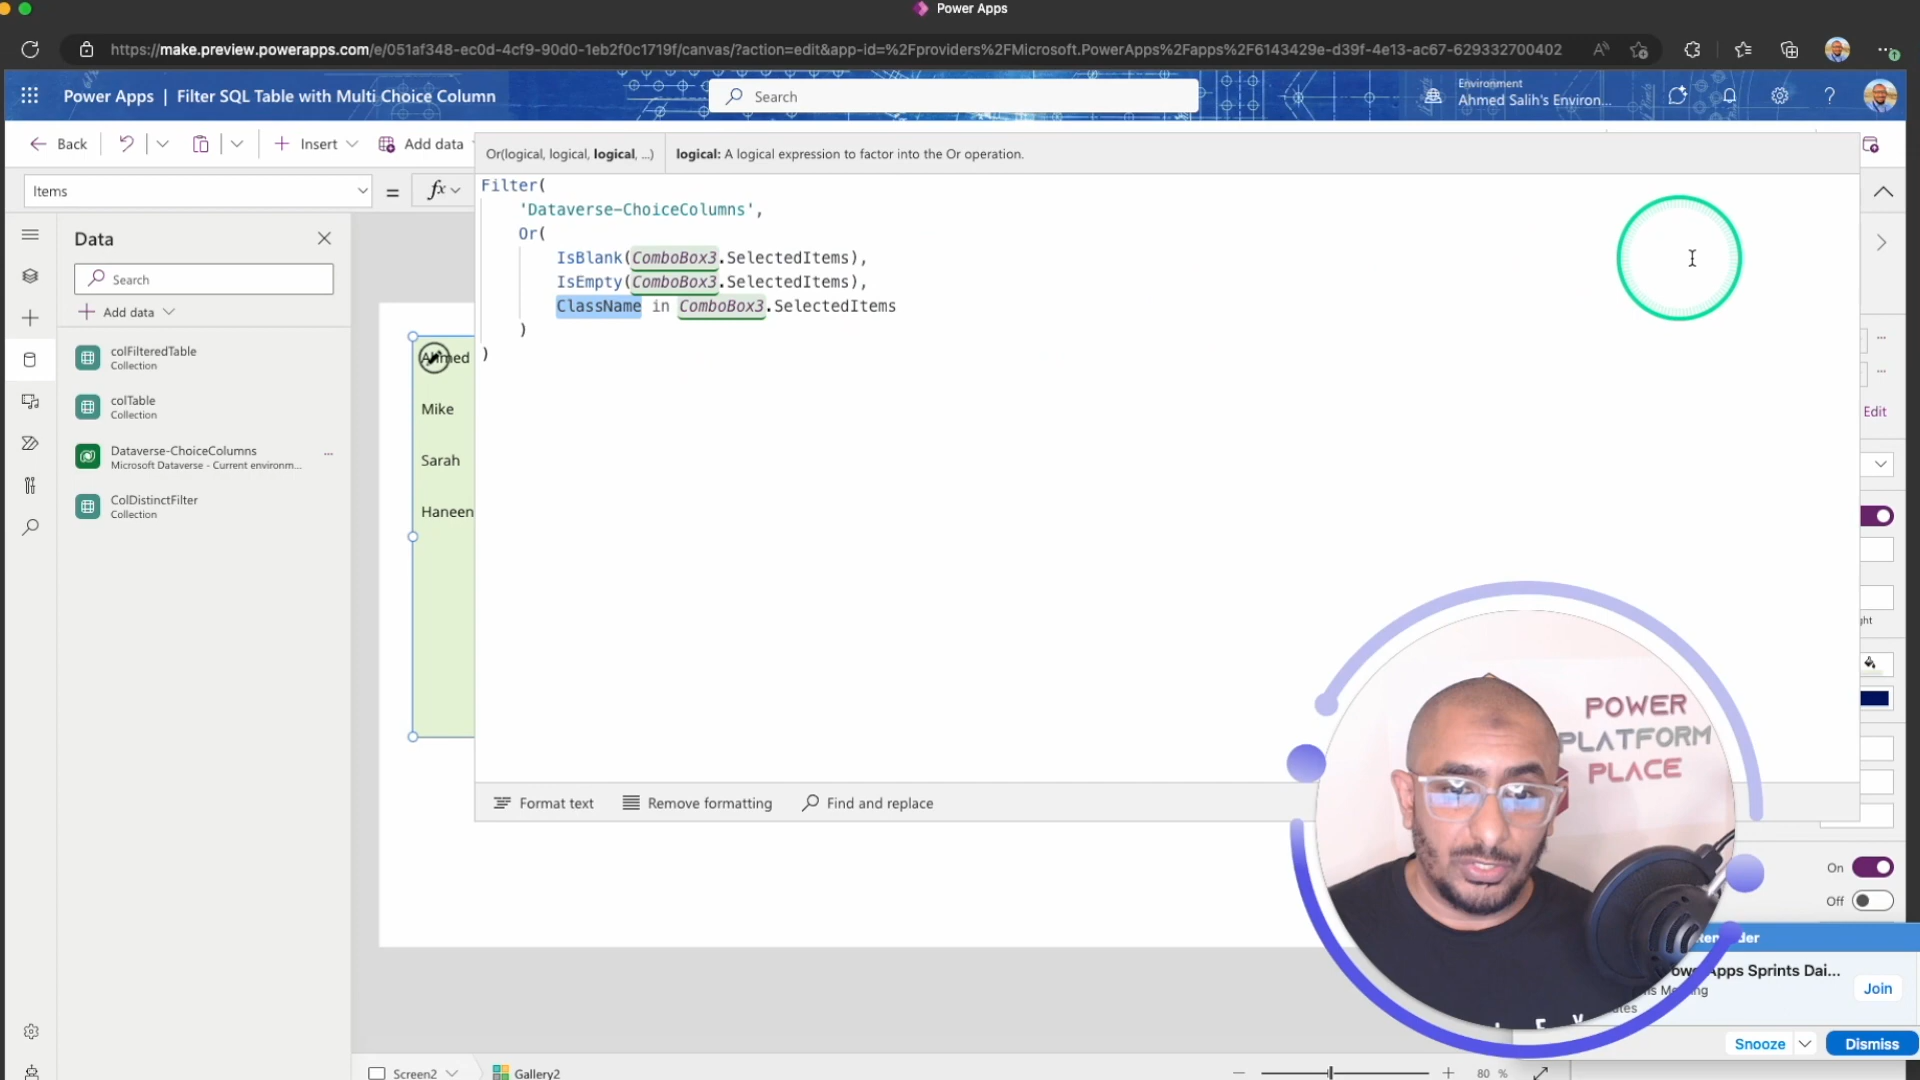 Power Apps
https://make.preview.powerapps.com/e/051af348-ec0d-4cf9-90d0-1eb2f0c1719f/canvas/?action=edit&app-id=%2Fproviders%2FMicrosoft.PowerApps%2Fapps%2F6143429e-d39f-4e13-ac67-629332700402
Power Apps | Filter SQL Table with Multi Choice Column
Search
Environment
Ahmed Salih's Environ...
Back
Insert
Add data
Or(logical, logical, logical, ...)
logical: A logical expression to factor into the Or operation.
Items
=
fx
Filter(
'Dataverse-ChoiceColumns',
Or(
IsBlank(ComboBox3.SelectedItems),
IsEmpty(ComboBox3.SelectedItems),
ClassName in ComboBox3.SelectedItems
)
)
Data
Search
Add data
colFilteredTable
Collection
colTable
Collection
Dataverse-ChoiceColumns
Microsoft Dataverse - Current environm...
ColDistinctFilter
Collection
Ahmed
Mike
Sarah
Haneen
Edit
Format text
Remove formatting
Find and replace
POWER
PLATFORM
PLACE
On
Off
Apps Sprints Dai...
Join
Snooze
Dismiss
Screen2
Gallery2
80 %